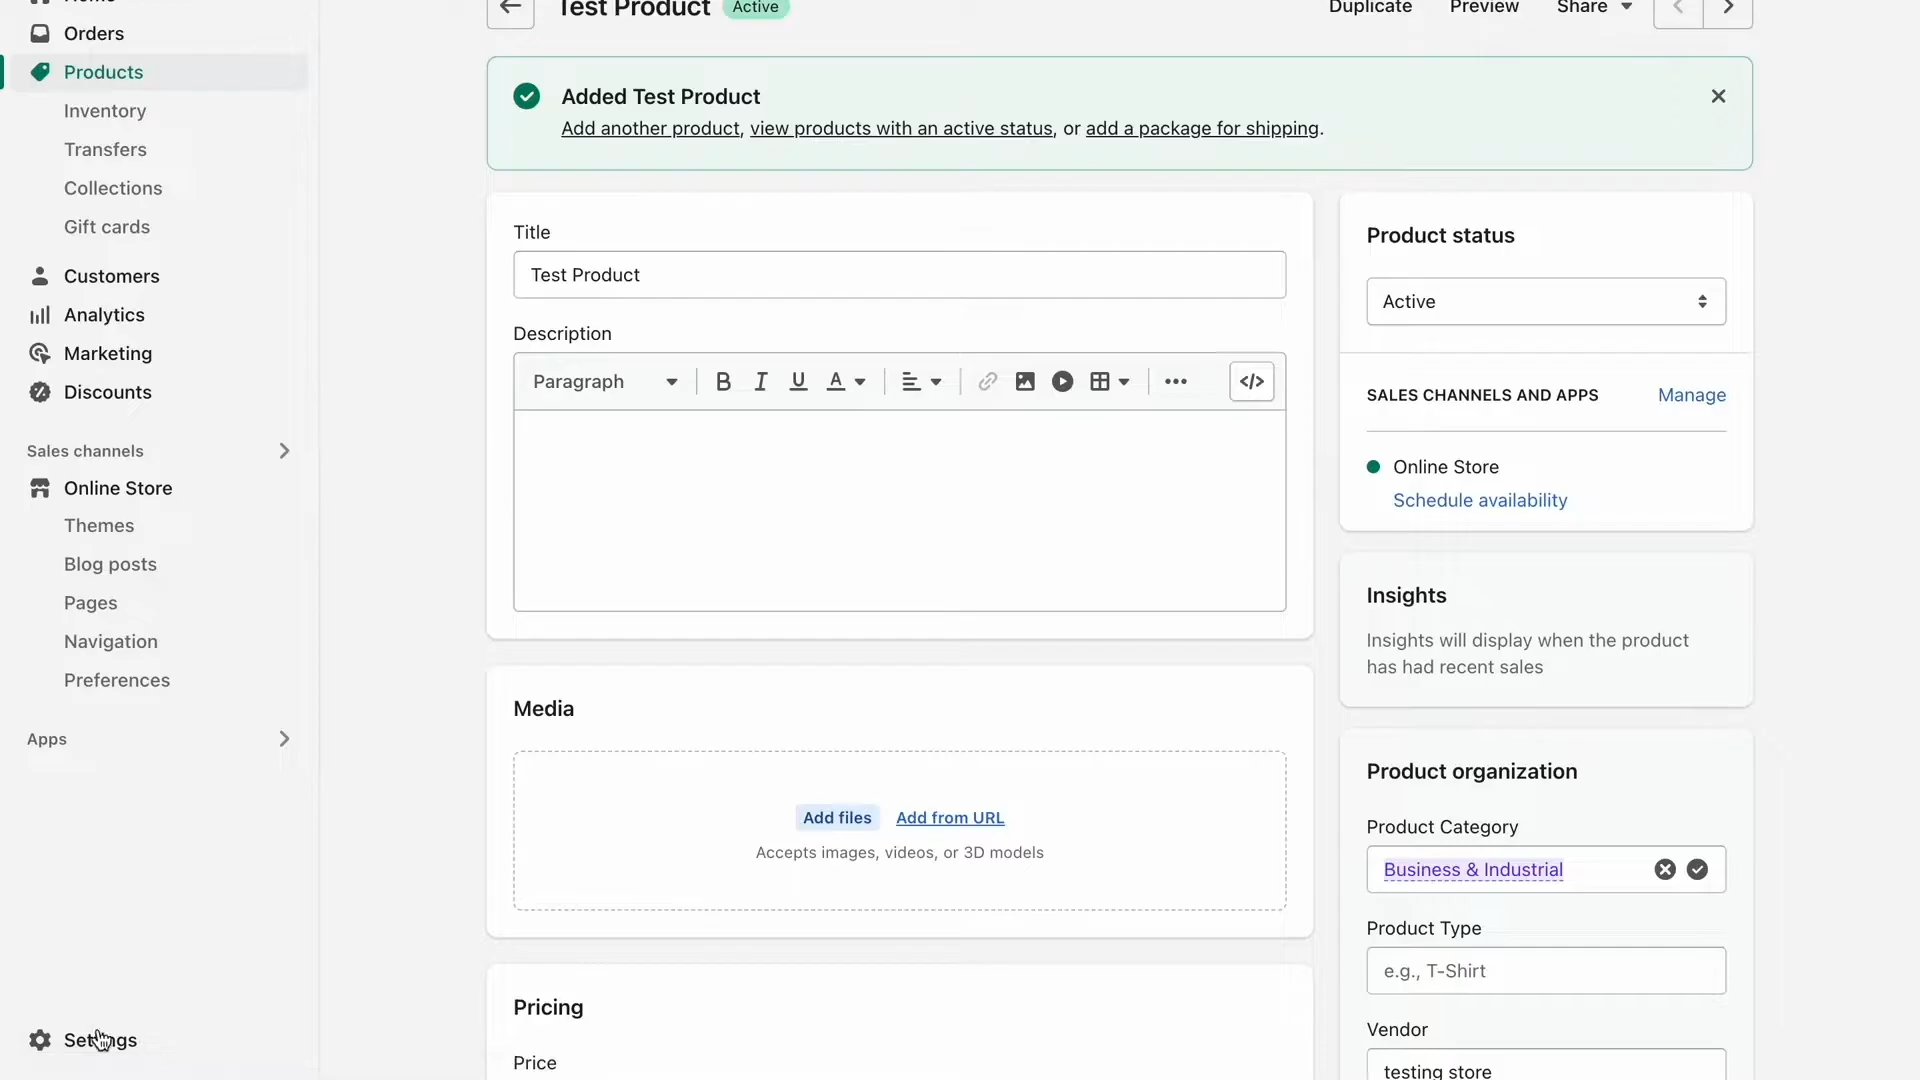 Home
Orders
Products
Inventory
Transfers
Collections
Gift cards
Customers
Analytics
Marketing
Discounts
Sales channels
Online Store
Themes
Blog posts
Pages
Navigation
Preferences
Apps
Settings
Test Product Active
Duplicate Preview Share
Added Test Product
Add another product, view products with an active status, or add a package for shipping.
Title
Test Product
Description
Paragraph B I U A </>
Media
Add files Add from URL
Accepts images, videos, or 3D models
Pricing
Price
Product status
Active
SALES CHANNELS AND APPS Manage
Online Store
Schedule availability
Insights
Insights will display when the product
has had recent sales
Product organization
Product Category
Business & Industrial
Product Type
e.g., T-Shirt
Vendor
testing store